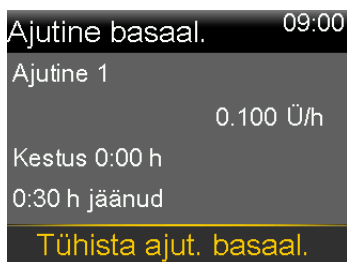 Ajutine basaal. 09:00
Ajutine 1
0.100 Ü/h
Kestus 0:00 h
0:30 h jäänud
Tühista ajut. basaal.